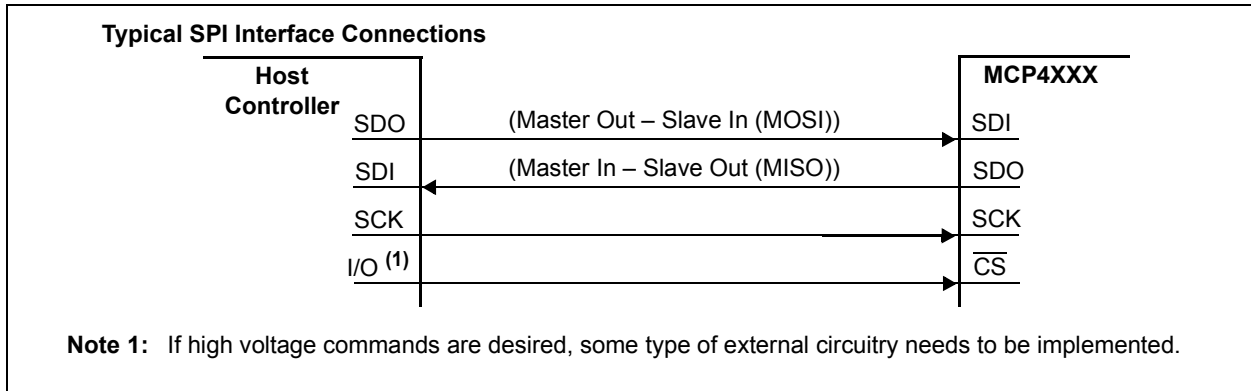 Typical SPI Interface Connections
Host
Controller
MCP4XXX
SDO (Master Out – Slave In (MOSI)) SDI
SDI (Master In – Slave Out (MISO)) SDO
SCK SCK
I/O (1) CS
Note 1: If high voltage commands are desired, some type of external circuitry needs to be implemented.